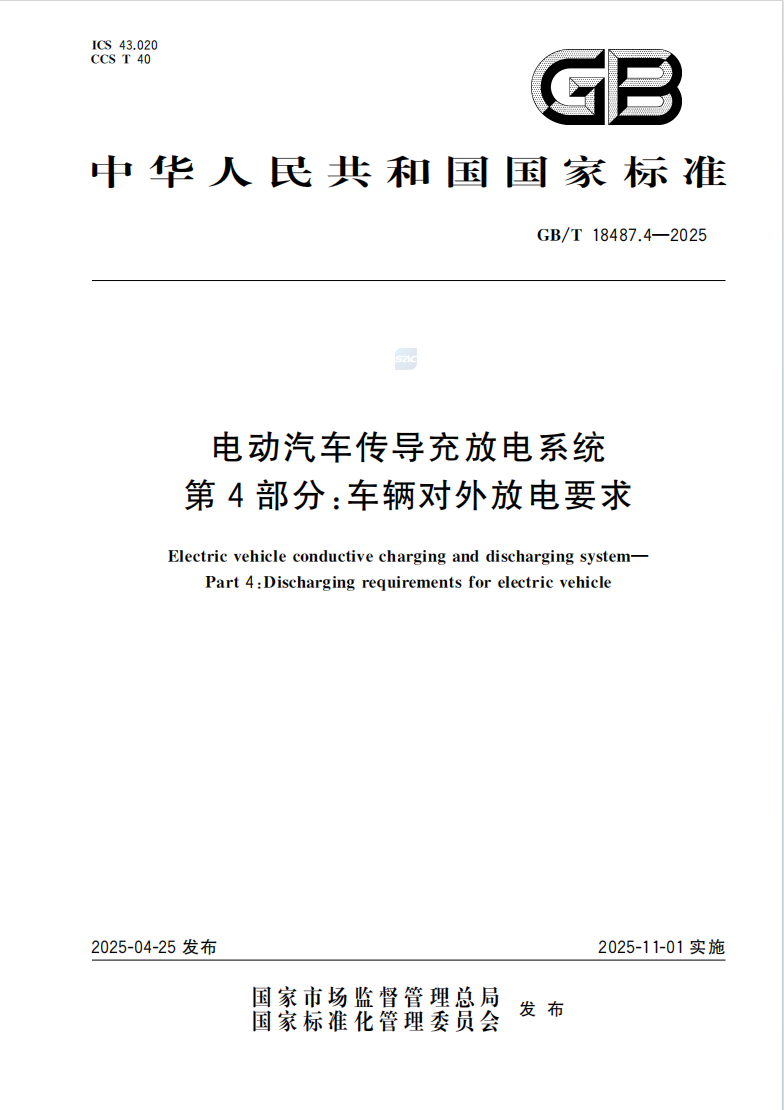 ICS 43.020
CCS T 40
GB
中华人民共和国国家标准
GB/T 18487.4—2025
SAC
电动汽车传导充放电系统
第4部分:车辆对外放电要求
Electric vehicle conductive charging and discharging system—
Part 4:Discharging requirements for electric vehicle
2025-04-25 发布
2025-11-01 实施
国家市场监督管理总局
国家标准化管理委员会
发布